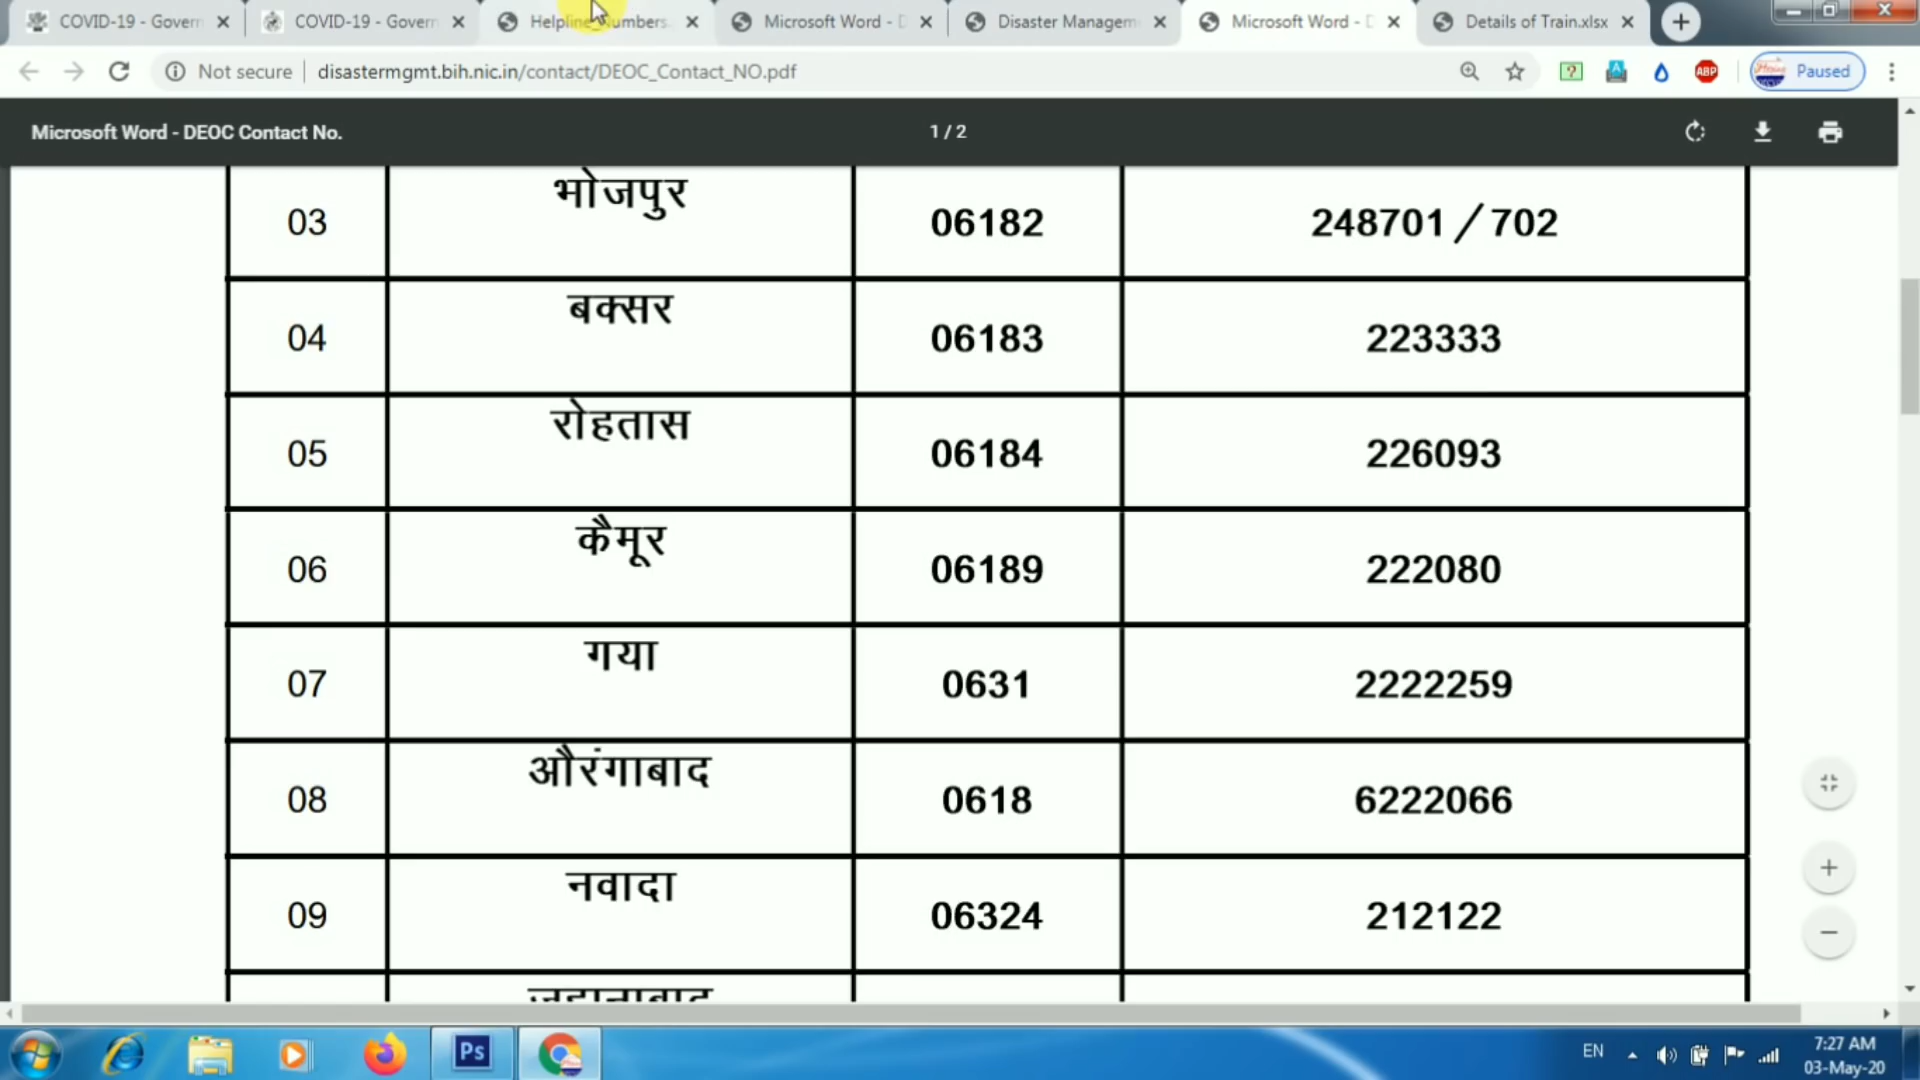 COVID-19 - Govern
COVID-19 - Govern
Helpline Numbers.
Microsoft Word - D
Disaster Managem
Microsoft Word - D
Details of Train.xlsx
Not secure
disastermgmt.bih.nic.in/contact/DEOC_Contact_NO.pdf
ABP
Paused
Microsoft Word - DEOC Contact No.
1 / 2
03 भोजपुर 06182 248701/702
04 बक्सर 06183 223333
05 रोहतास 06184 226093
06 कैमूर 06189 222080
07 गया 0631 2222259
08 औरंगाबाद 0618 6222066
09 नवादा 06324 212122
जहानाबाद
Ps
EN
7:27 AM
03-May-20